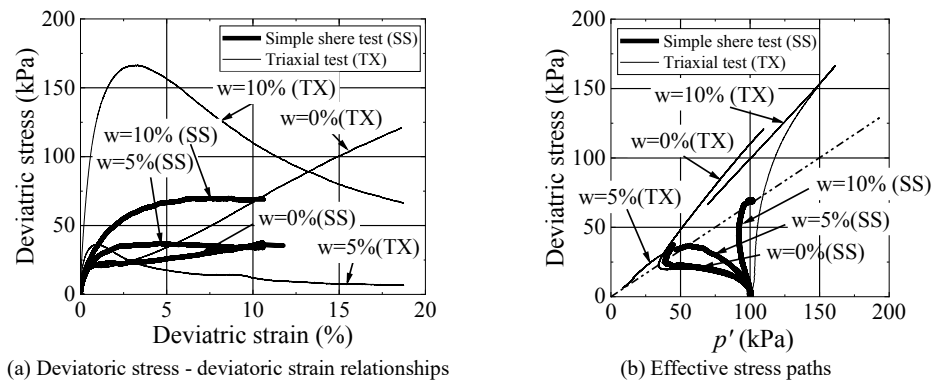 200
150
100
50
0
Deviatric stress (kPa)
Simple shere test (SS)
Triaxial test (TX)
w=10% (TX)
w=0%(TX)
w=10% (SS)
w=5%(SS)
w=0%(SS)
w=5%(TX)
0 5 10 15 20
Deviatric strain (%)
(a) Deviatoric stress - deviatoric strain relationships
200
150
100
50
0
Deviatric stress (kPa)
Simple shere test (SS)
Triaxial test (TX)
w=10% (TX)
w=0%(TX)
w=5%(TX)
w=10% (SS)
w=5%(SS)
w=0%(SS)
0 50 100 150 200
p' (kPa)
(b) Effective stress paths